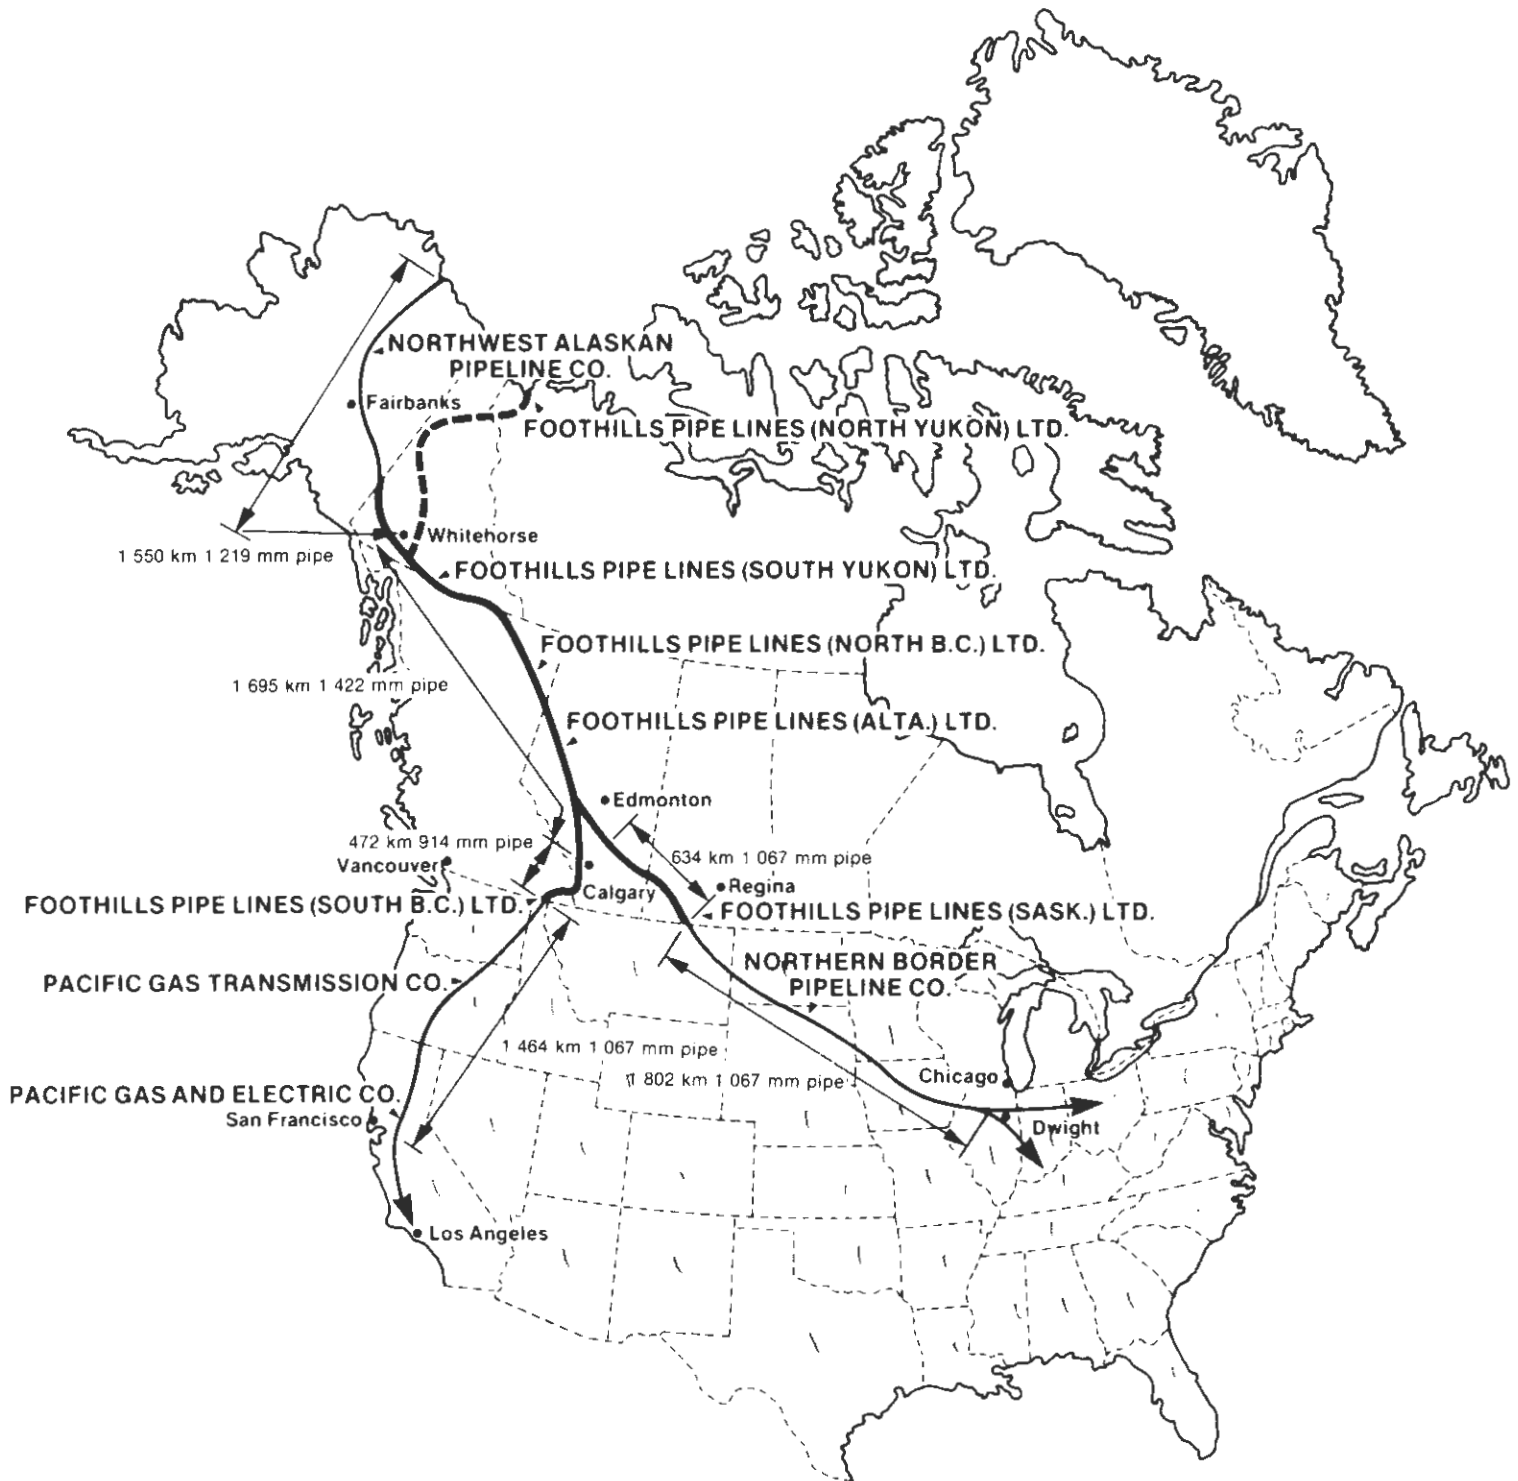 NORTHWEST ALASKAN
PIPELINE CO.
Fairbanks
FOOTHILLS PIPE LINES (NORTH YUKON) LTD.
Whitehorse
1 550 km 1 219 mm pipe
FOOTHILLS PIPE LINES (SOUTH YUKON) LTD.
FOOTHILLS PIPE LINES (NORTH B.C.) LTD.
1 695 km 1 422 mm pipe
FOOTHILLS PIPE LINES (ALTA.) LTD.
Edmonton
472 km 914 mm pipe
634 km 1 067 mm pipe
Vancouver
Calgary
Regina
FOOTHILLS PIPE LINES (SOUTH B.C.) LTD.
FOOTHILLS PIPE LINES (SASK.) LTD.
NORTHERN BORDER
PIPELINE CO.
PACIFIC GAS TRANSMISSION CO.
1 464 km 1 067 mm pipe
1 802 km 1 067 mm pipe
Chicago
PACIFIC GAS AND ELECTRIC CO.
San Francisco
Dwight
Los Angeles